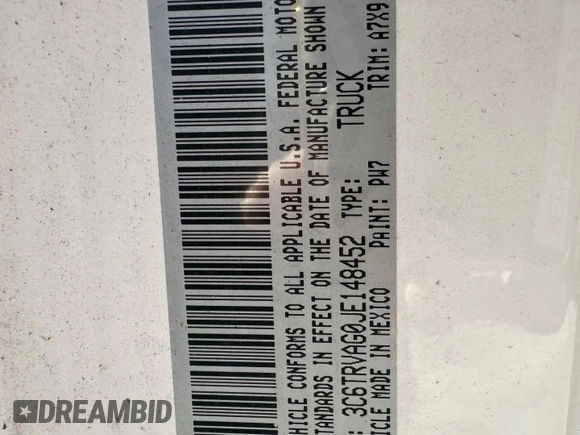 HICLE CONFORMS TO ALL APPLICABLE U.S.A. FEDERAL MOTO
TANDARDS IN EFFECT ON THE DATE OF MANUFACTURE SHOWN
: 3C6TRVAG0JE148452 TYPE: TRUCK
ICLE MADE IN MEXICO PAINT: PW7 TRIM: A7X9
DREAMBID